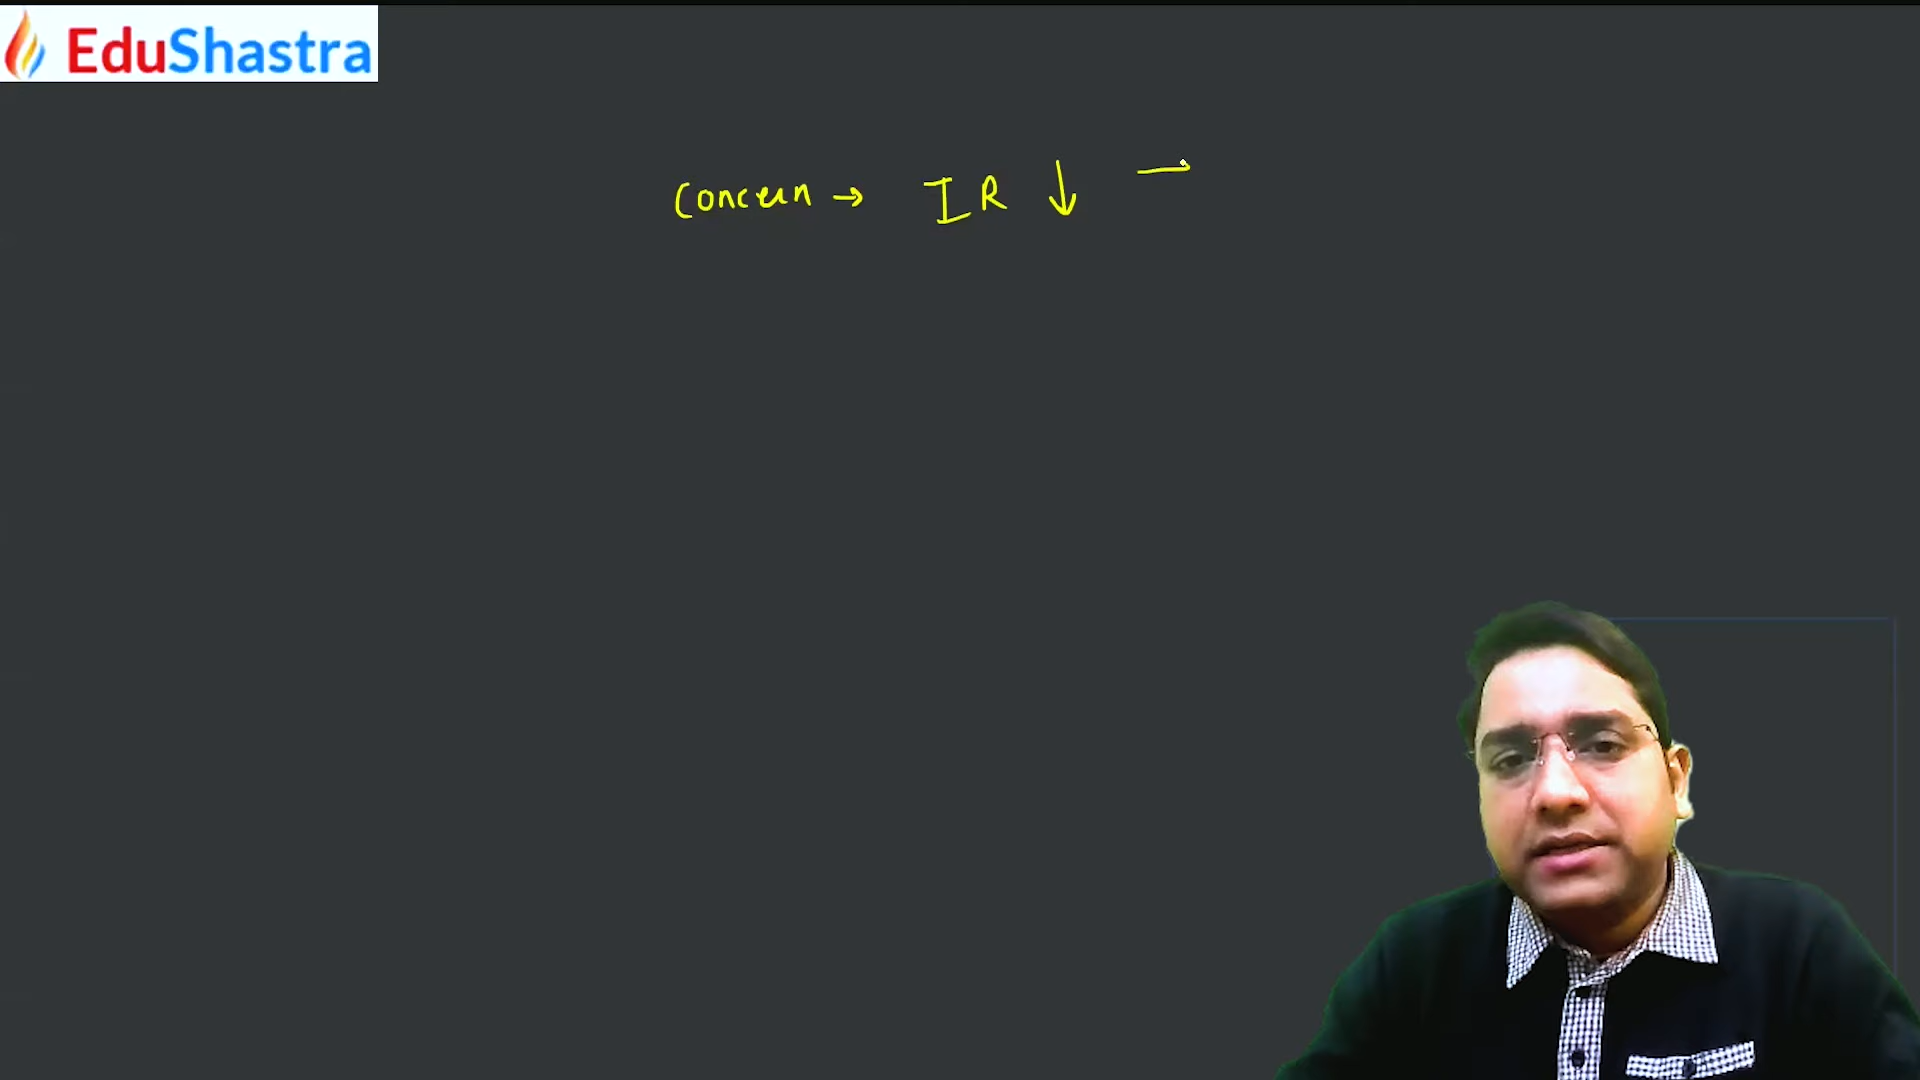 EduShastra
Concern → IR ↓ →